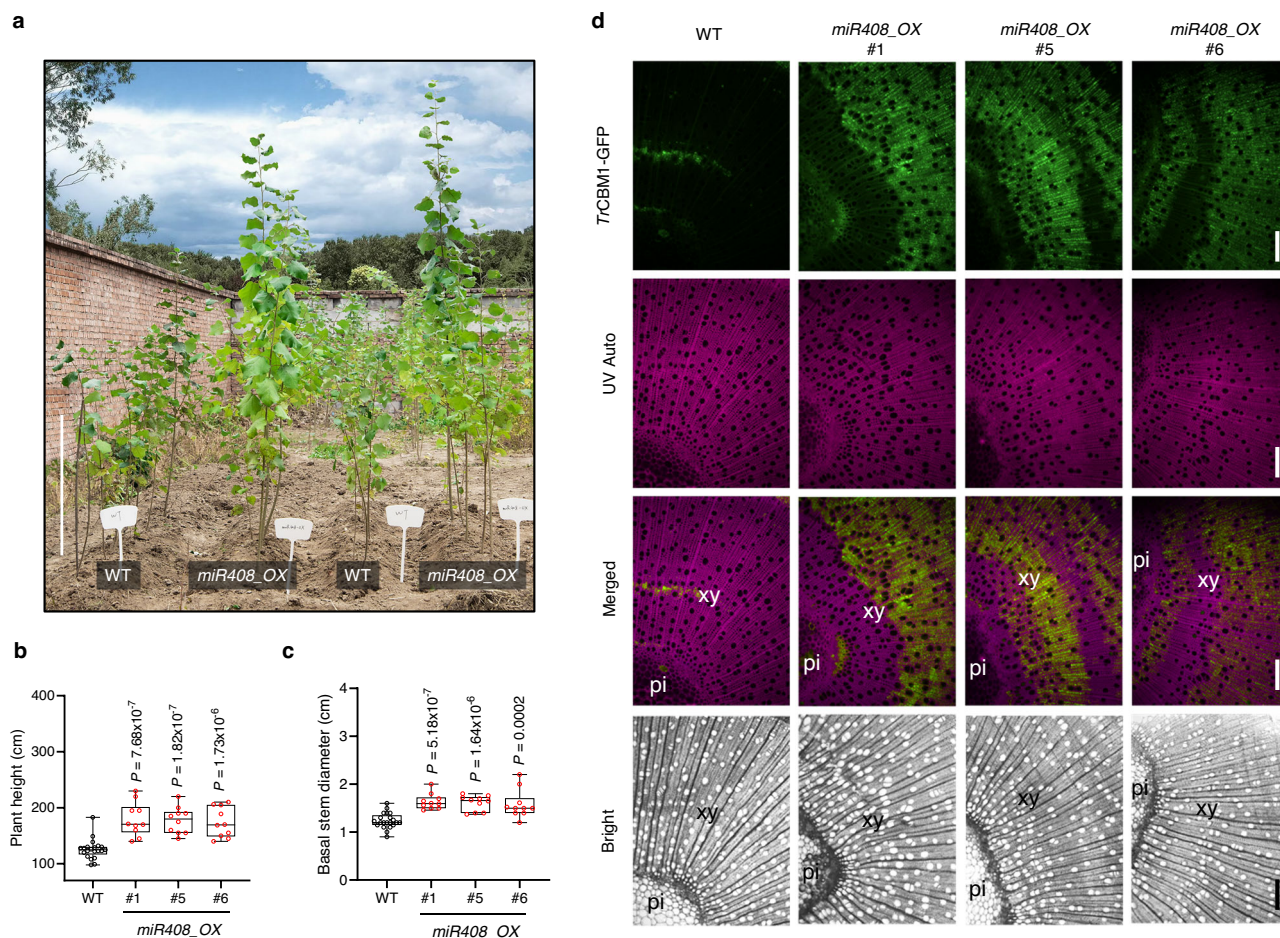 a
WT
miR408_OX
WT
miR408_OX
b
Plant height (cm)
400
300
200
100
P = 7.68x10-7
P = 1.82x10-7
P = 1.73x10-6
WT
#1
#5
#6
miR408_OX
c
Basal stem diameter (cm)
4
3
2
1
0
P = 5.18x10-7
P = 1.64x10-6
P = 0.0002
WT
#1
#5
#6
miR408_OX
d
WT
miR408_OX
#1
miR408_OX
#5
miR408_OX
#6
TrCBM1-GFP
UV Auto
Merged
xy
pi
xy
pi
xy
pi
pi
xy
Bright
xy
pi
xy
pi
xy
pi
pi
xy